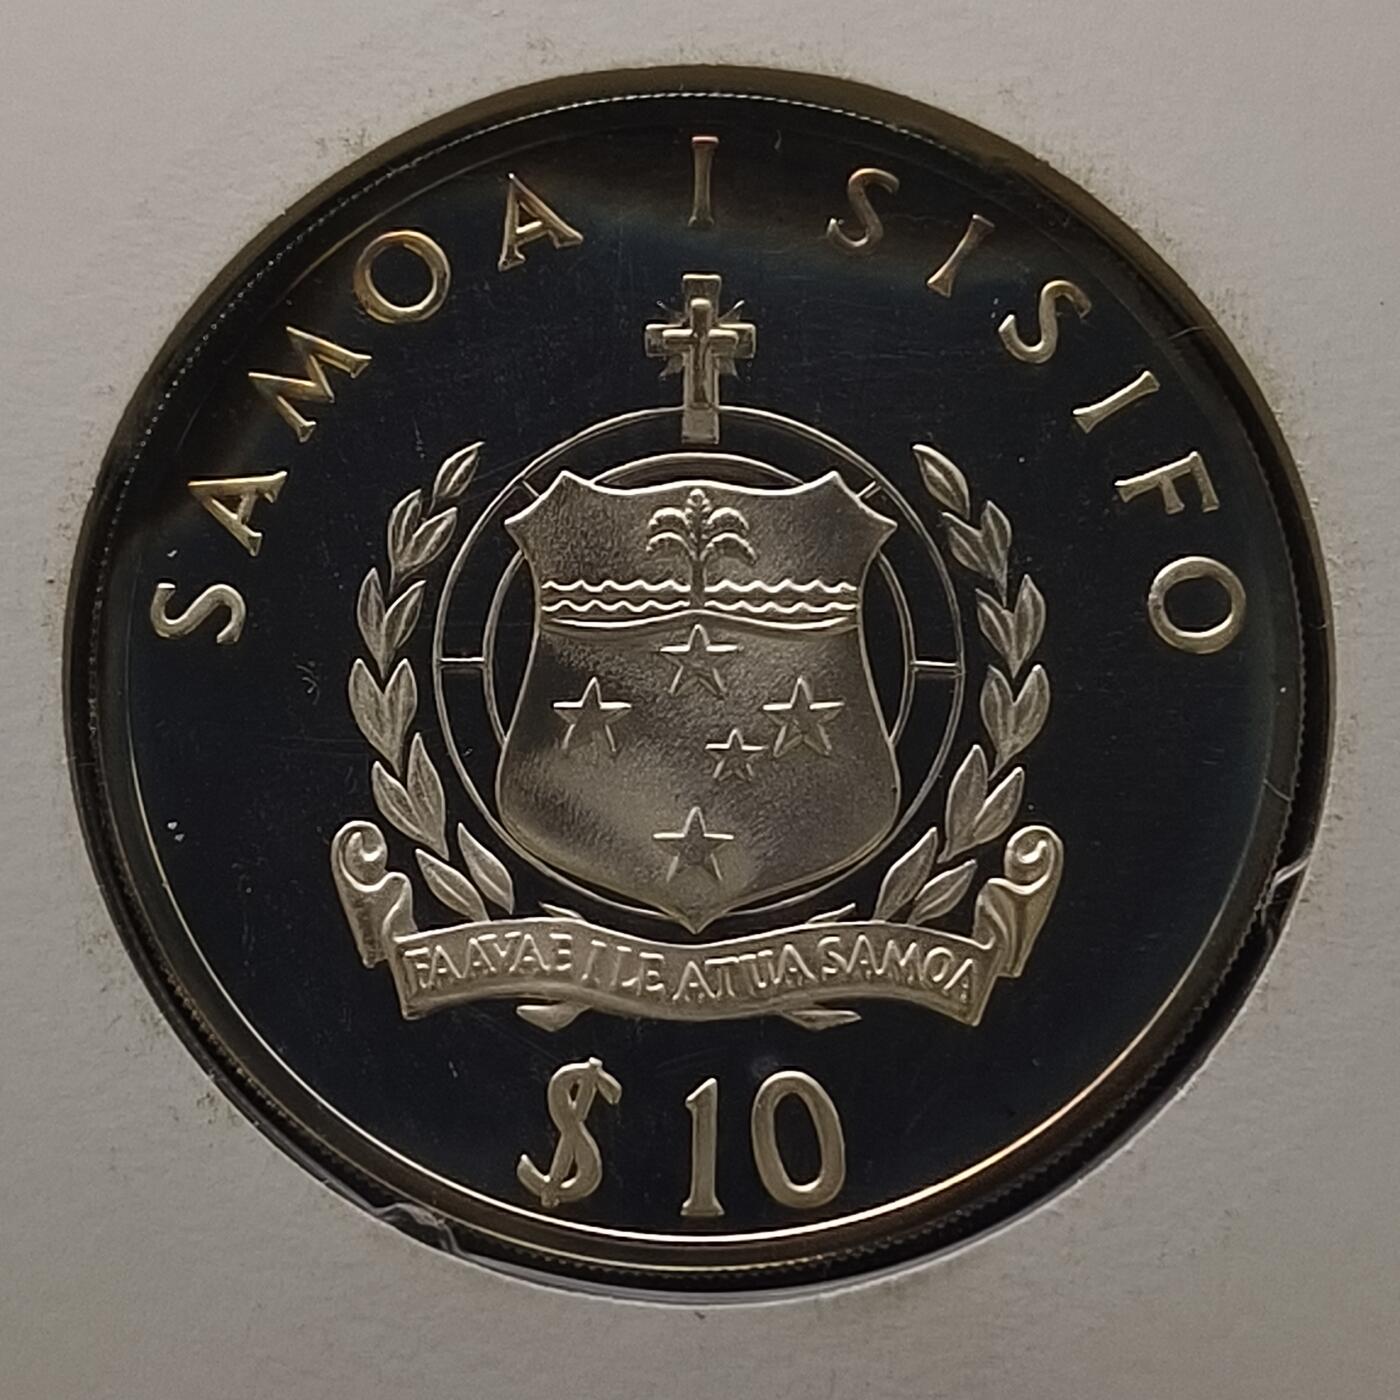 SAMOA I SISIFO
FAAVAE I LE ATUA SAMOA
$10